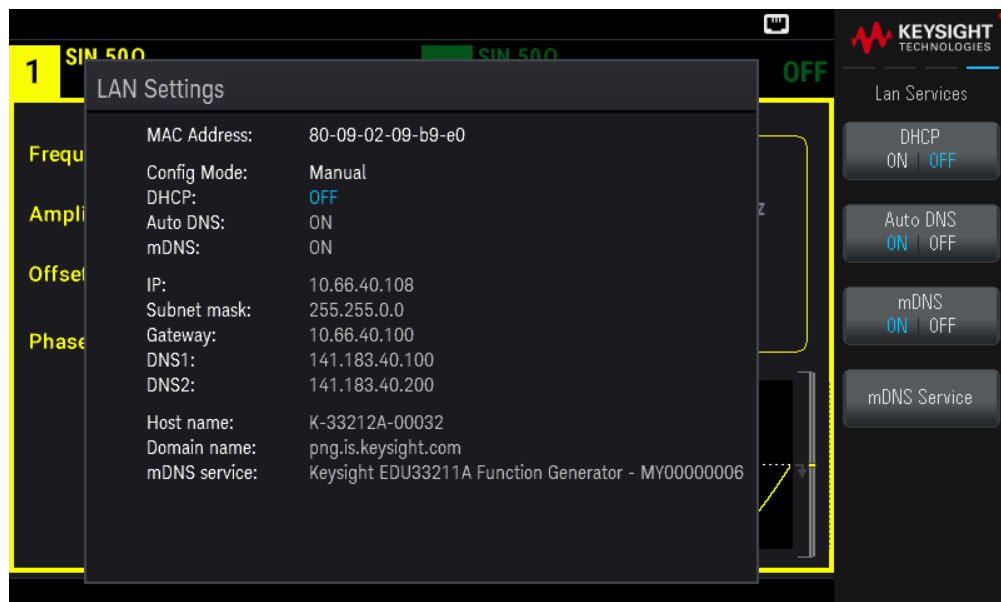 KEYSIGHT
TECHNOLOGIES
1 SIN 50Ω
SIN 50Ω
OFF
LAN Settings
MAC Address: 80-09-02-09-b9-e0
Config Mode: Manual
DHCP: OFF
Auto DNS: ON
mDNS: ON
IP: 10.66.40.108
Subnet mask: 255.255.0.0
Gateway: 10.66.40.100
DNS1: 141.183.40.100
DNS2: 141.183.40.200
Host name: K-33212A-00032
Domain name: png.is.keysight.com
mDNS service: Keysight EDU33211A Function Generator - MY00000006
Frequ
Ampli
Offset
Phase
z
Lan Services
DHCP
ON | OFF
Auto DNS
ON | OFF
mDNS
ON | OFF
mDNS Service